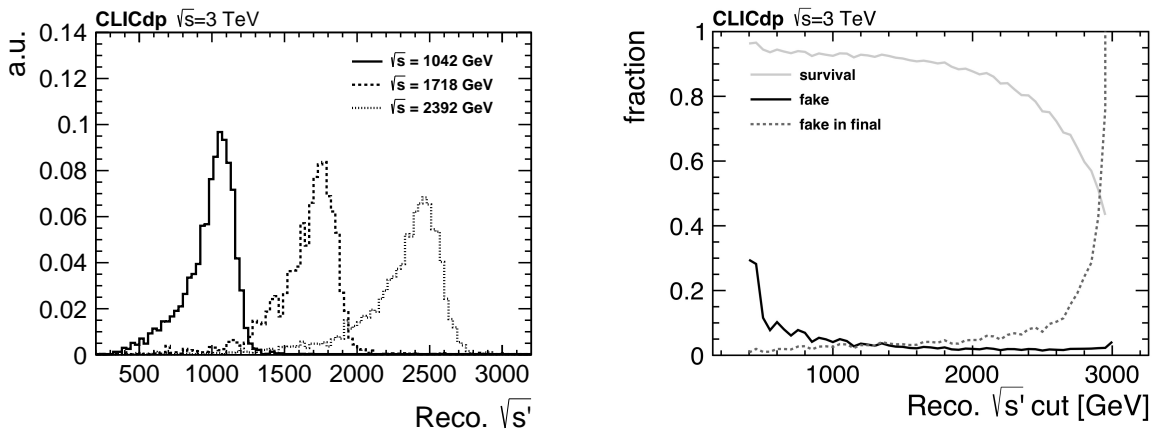 CLICdp √s=3 TeV
a.u.
0.14
0.12
0.1
0.08
0.06
0.04
0.02
0
√s = 1042 GeV
√s = 1718 GeV
√s = 2392 GeV
500 1000 1500 2000 2500 3000
Reco. √s'
CLICdp √s=3 TeV
fraction
1
0.8
0.6
0.4
0.2
0
survival
fake
fake in final
1000 2000 3000
Reco. √s' cut [GeV]